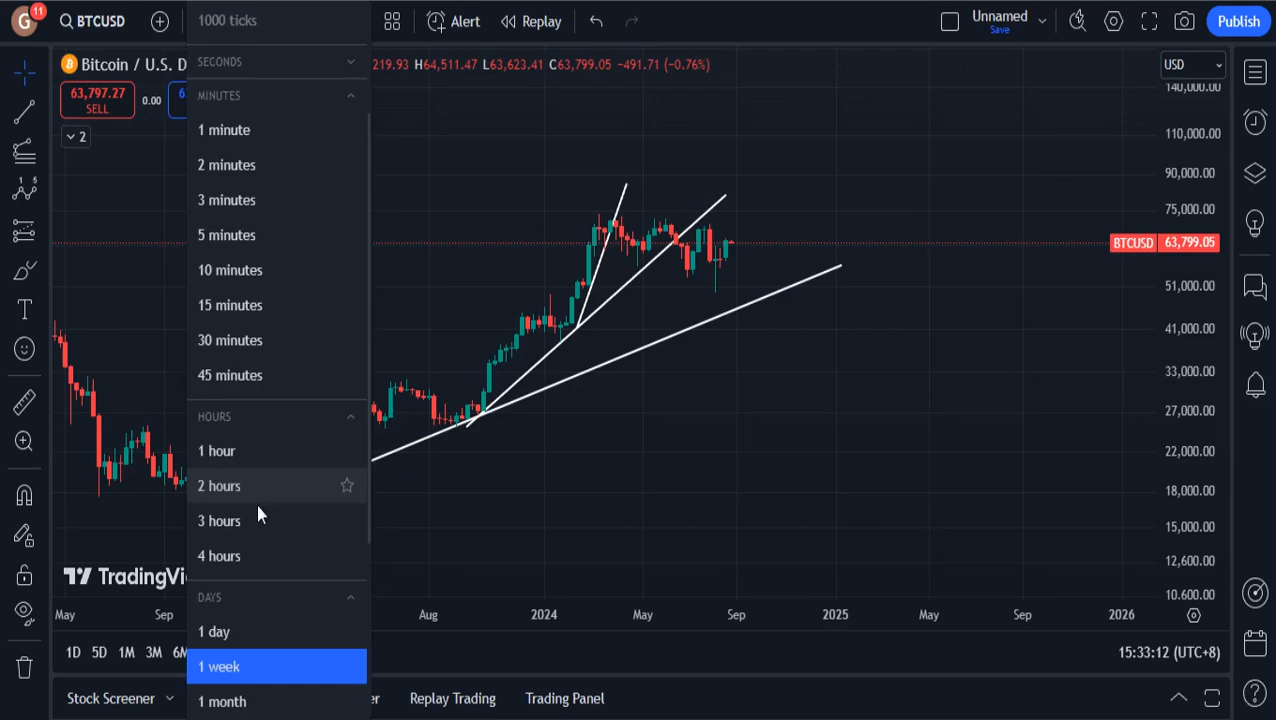 G
11
BTCUSD
1000 ticks
Alert
Replay
Unnamed
Save
Publish
Bitcoin / U.S. D
219.93 H64,511.47 L63,623.41 C63,799.05 -491.71 (-0.76%)
USD
63,797.27
SELL
0.00
6
2
SECONDS
MINUTES
1 minute
2 minutes
3 minutes
5 minutes
10 minutes
15 minutes
30 minutes
45 minutes
HOURS
1 hour
2 hours
3 hours
4 hours
DAYS
1 day
1 week
1 month
140,000.00
110,000.00
90,000.00
75,000.00
BTCUSD 63,799.05
51,000.00
41,000.00
33,000.00
27,000.00
22,000.00
18,000.00
15,000.00
12,600.00
10,600.00
TradingVi
May Sep Aug 2024 May Sep 2025 May Sep 2026
1D 5D 1M 3M 6M
15:33:12 (UTC+8)
Stock Screener
er
Replay Trading
Trading Panel